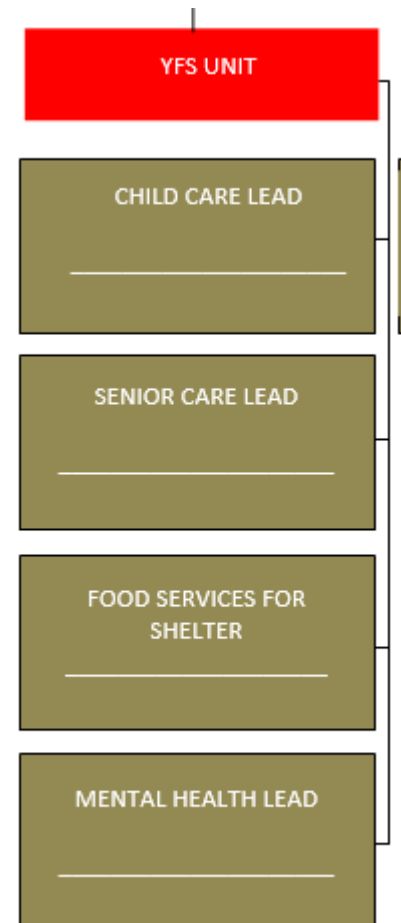 YFS UNIT
CHILD CARE LEAD
SENIOR CARE LEAD
FOOD SERVICES FOR
SHELTER
MENTAL HEALTH LEAD